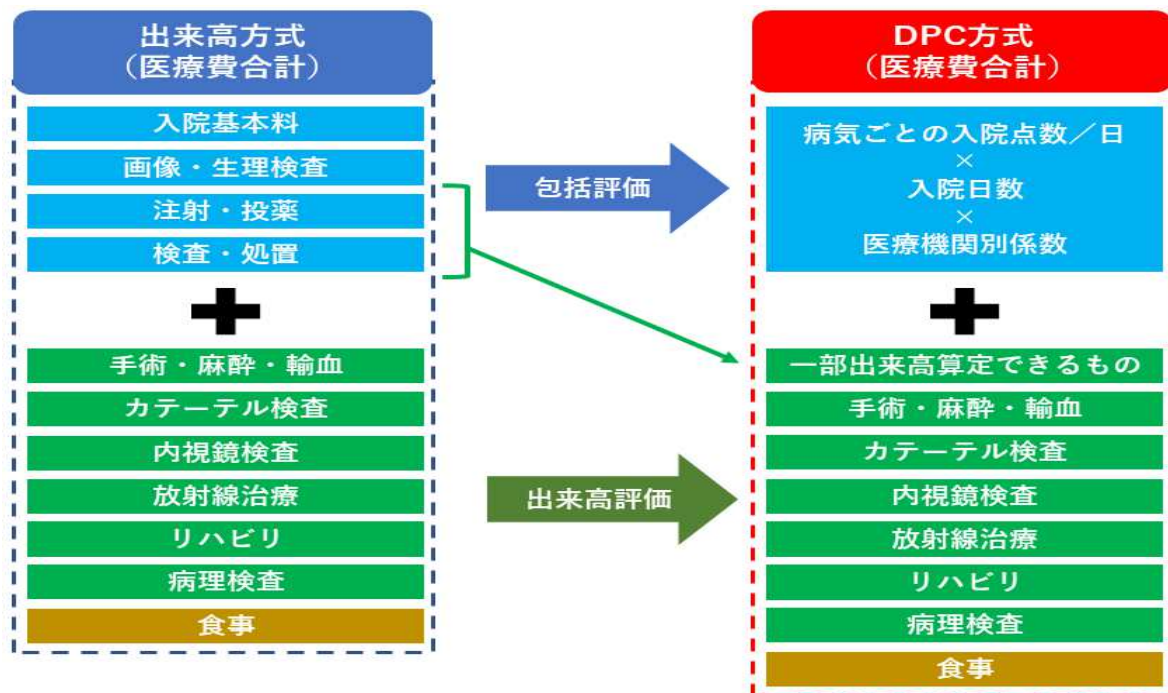 出来高方式
（医療費合計）
入院基本料
画像・生理検査
注射・投薬
検査・処置
手術・麻酔・輸血
カテーテル検査
内視鏡検査
放射線治療
リハビリ
病理検査
食事
包括評価
出来高評価
DPC方式
（医療費合計）
病気ごとの入院点数／日
×
入院日数
×
医療機関別係数
一部出来高算定できるもの
手術・麻酔・輸血
カテーテル検査
内視鏡検査
放射線治療
リハビリ
病理検査
食事